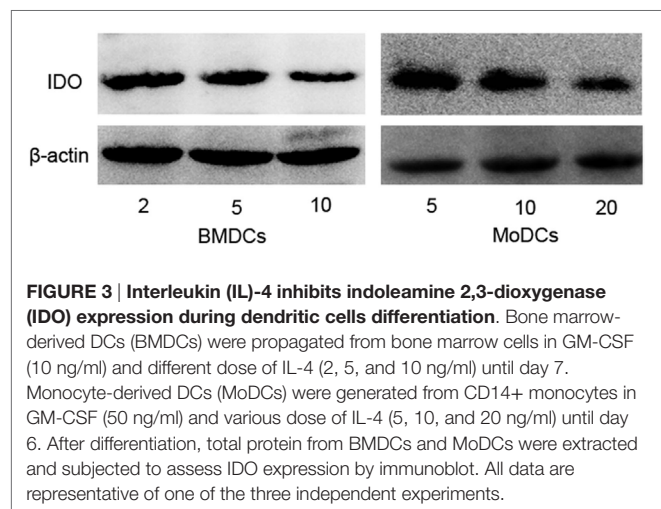 IDO
β-actin
2 5 10 5 10 20
BMDCs MoDCs
FIGURE 3 | Interleukin (IL)-4 inhibits indoleamine 2,3-dioxygenase
(IDO) expression during dendritic cells differentiation. Bone marrow-
derived DCs (BMDCs) were propagated from bone marrow cells in GM-CSF
(10 ng/ml) and different dose of IL-4 (2, 5, and 10 ng/ml) until day 7.
Monocyte-derived DCs (MoDCs) were generated from CD14+ monocytes in
GM-CSF (50 ng/ml) and various dose of IL-4 (5, 10, and 20 ng/ml) until day
6. After differentiation, total protein from BMDCs and MoDCs were extracted
and subjected to assess IDO expression by immunoblot. All data are
representative of one of the three independent experiments.